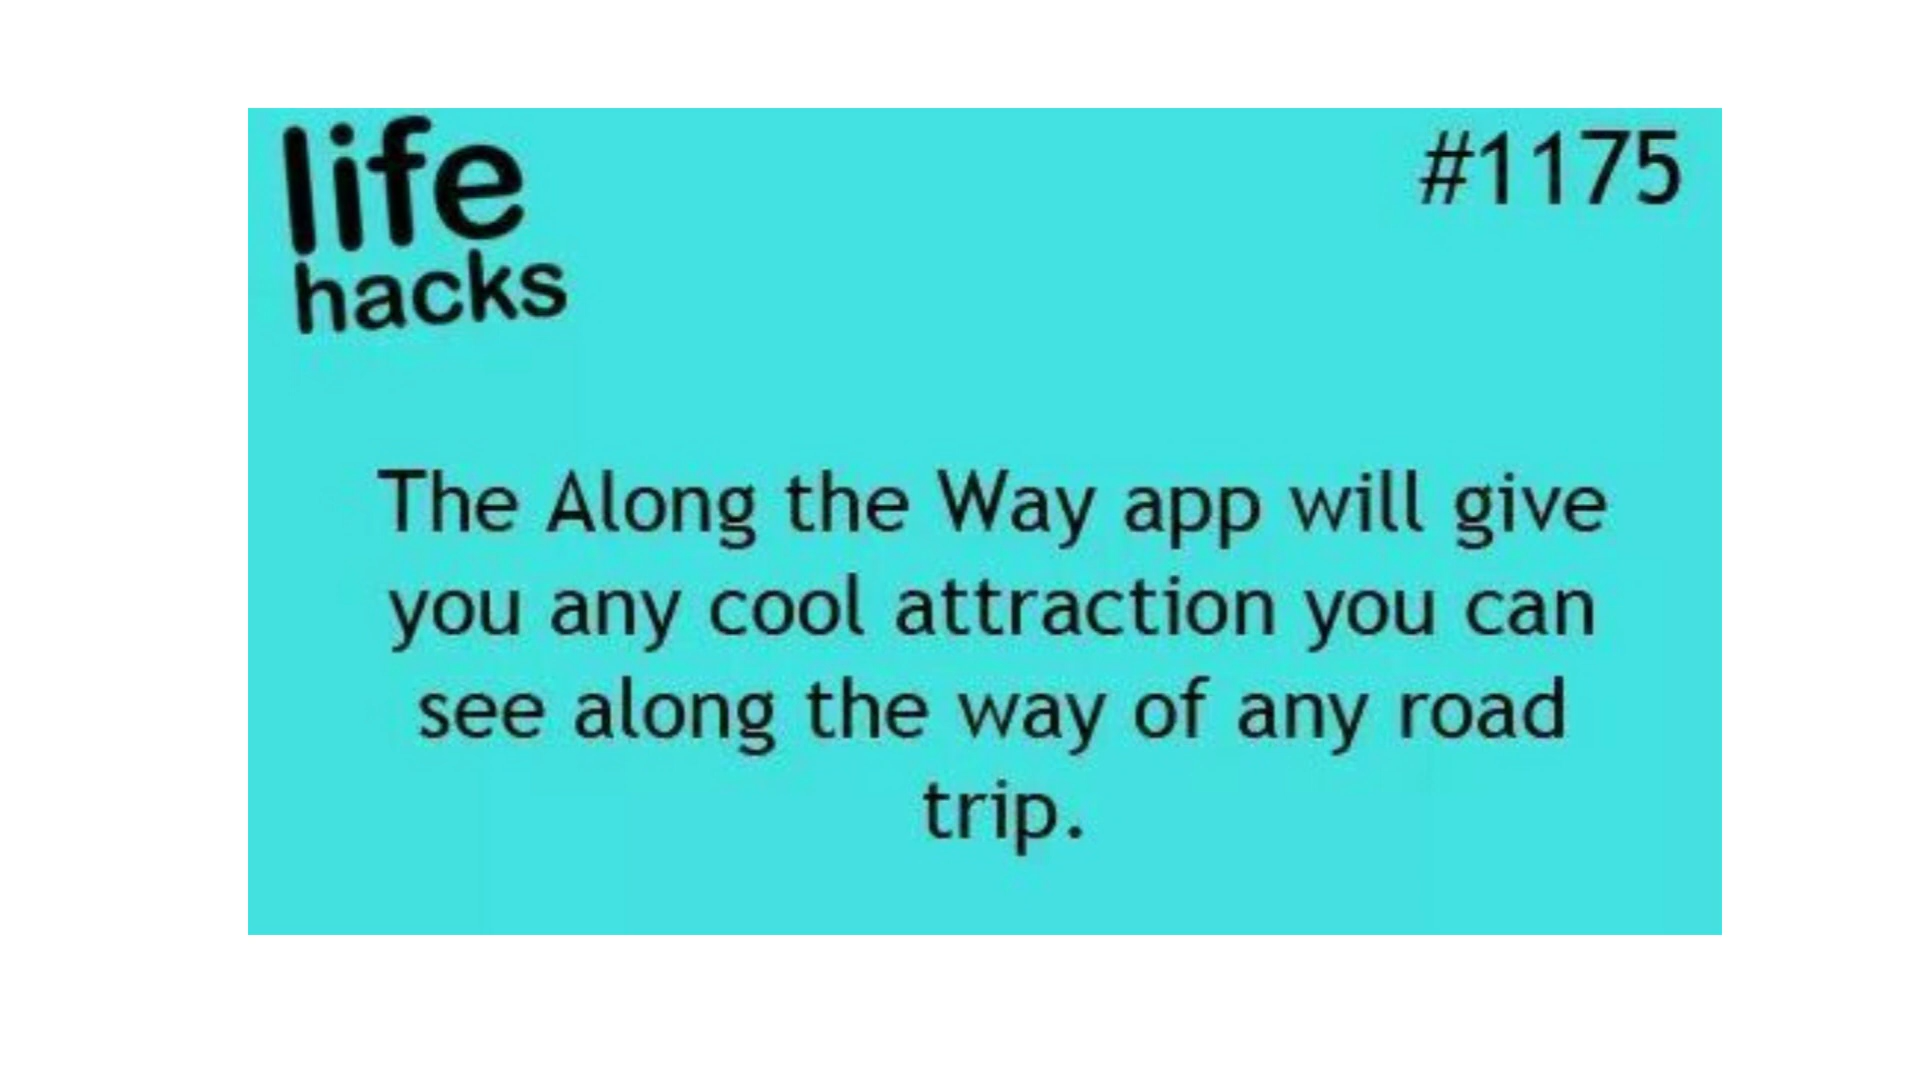 life
hacks
#1175
The Along the Way app will give
you any cool attraction you can
see along the way of any road
trip.